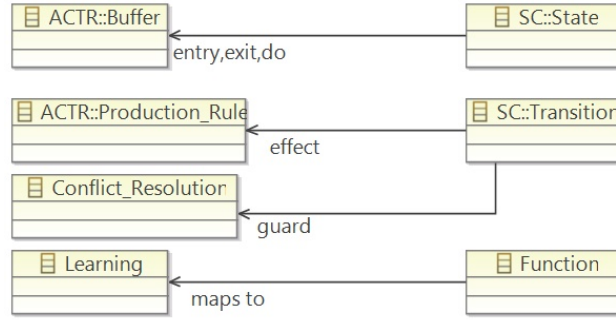 ACTR::Buffer
SC::State
entry,exit,do
ACTR::Production_Rule
SC::Transition
effect
Conflict_Resolution
guard
Learning
Function
maps to